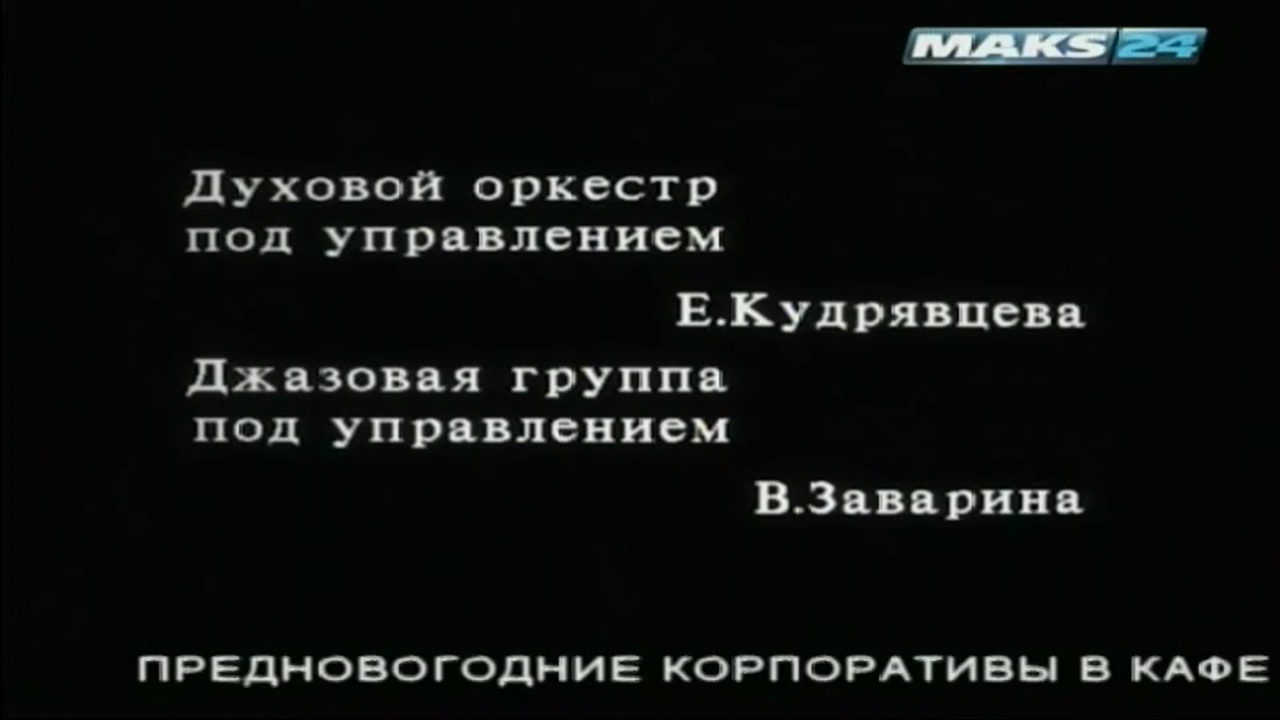 MAKS 24
Духовой оркестр
под управлением
Е.Кудрявцева
Джазовая группа
под управлением
В.Заварина
ПРЕДНОВОГОДНИЕ КОРПОРАТИВЫ В КАФЕ